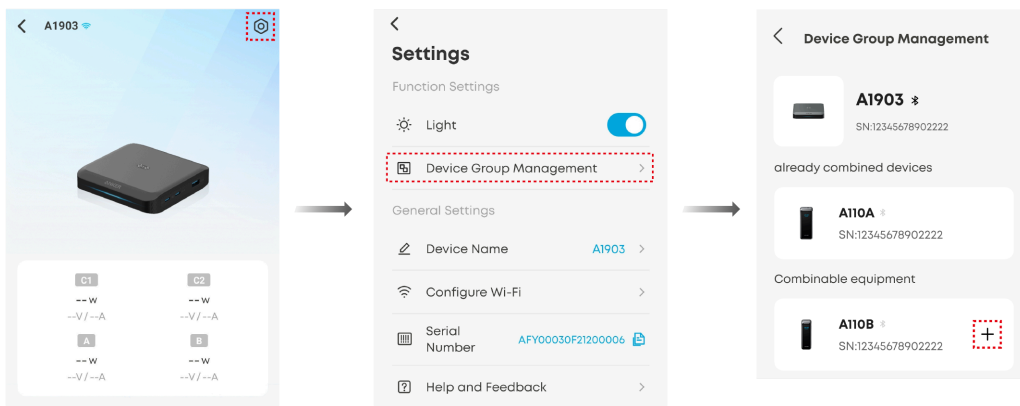 A1903
C1
C2
-- W
-- W
--V/--A
--V/--A
A
B
-- W
-- W
--V/--A
--V/--A
Settings
Function Settings
Light
Device Group Management
General Settings
Device Name
A1903
Configure Wi-Fi
Serial
Number
AFY00030F21200006
Help and Feedback
Device Group Management
A1903
SN:12345678902222
already combined devices
A110A
SN:12345678902222
Combinable equipment
A110B
SN:12345678902222